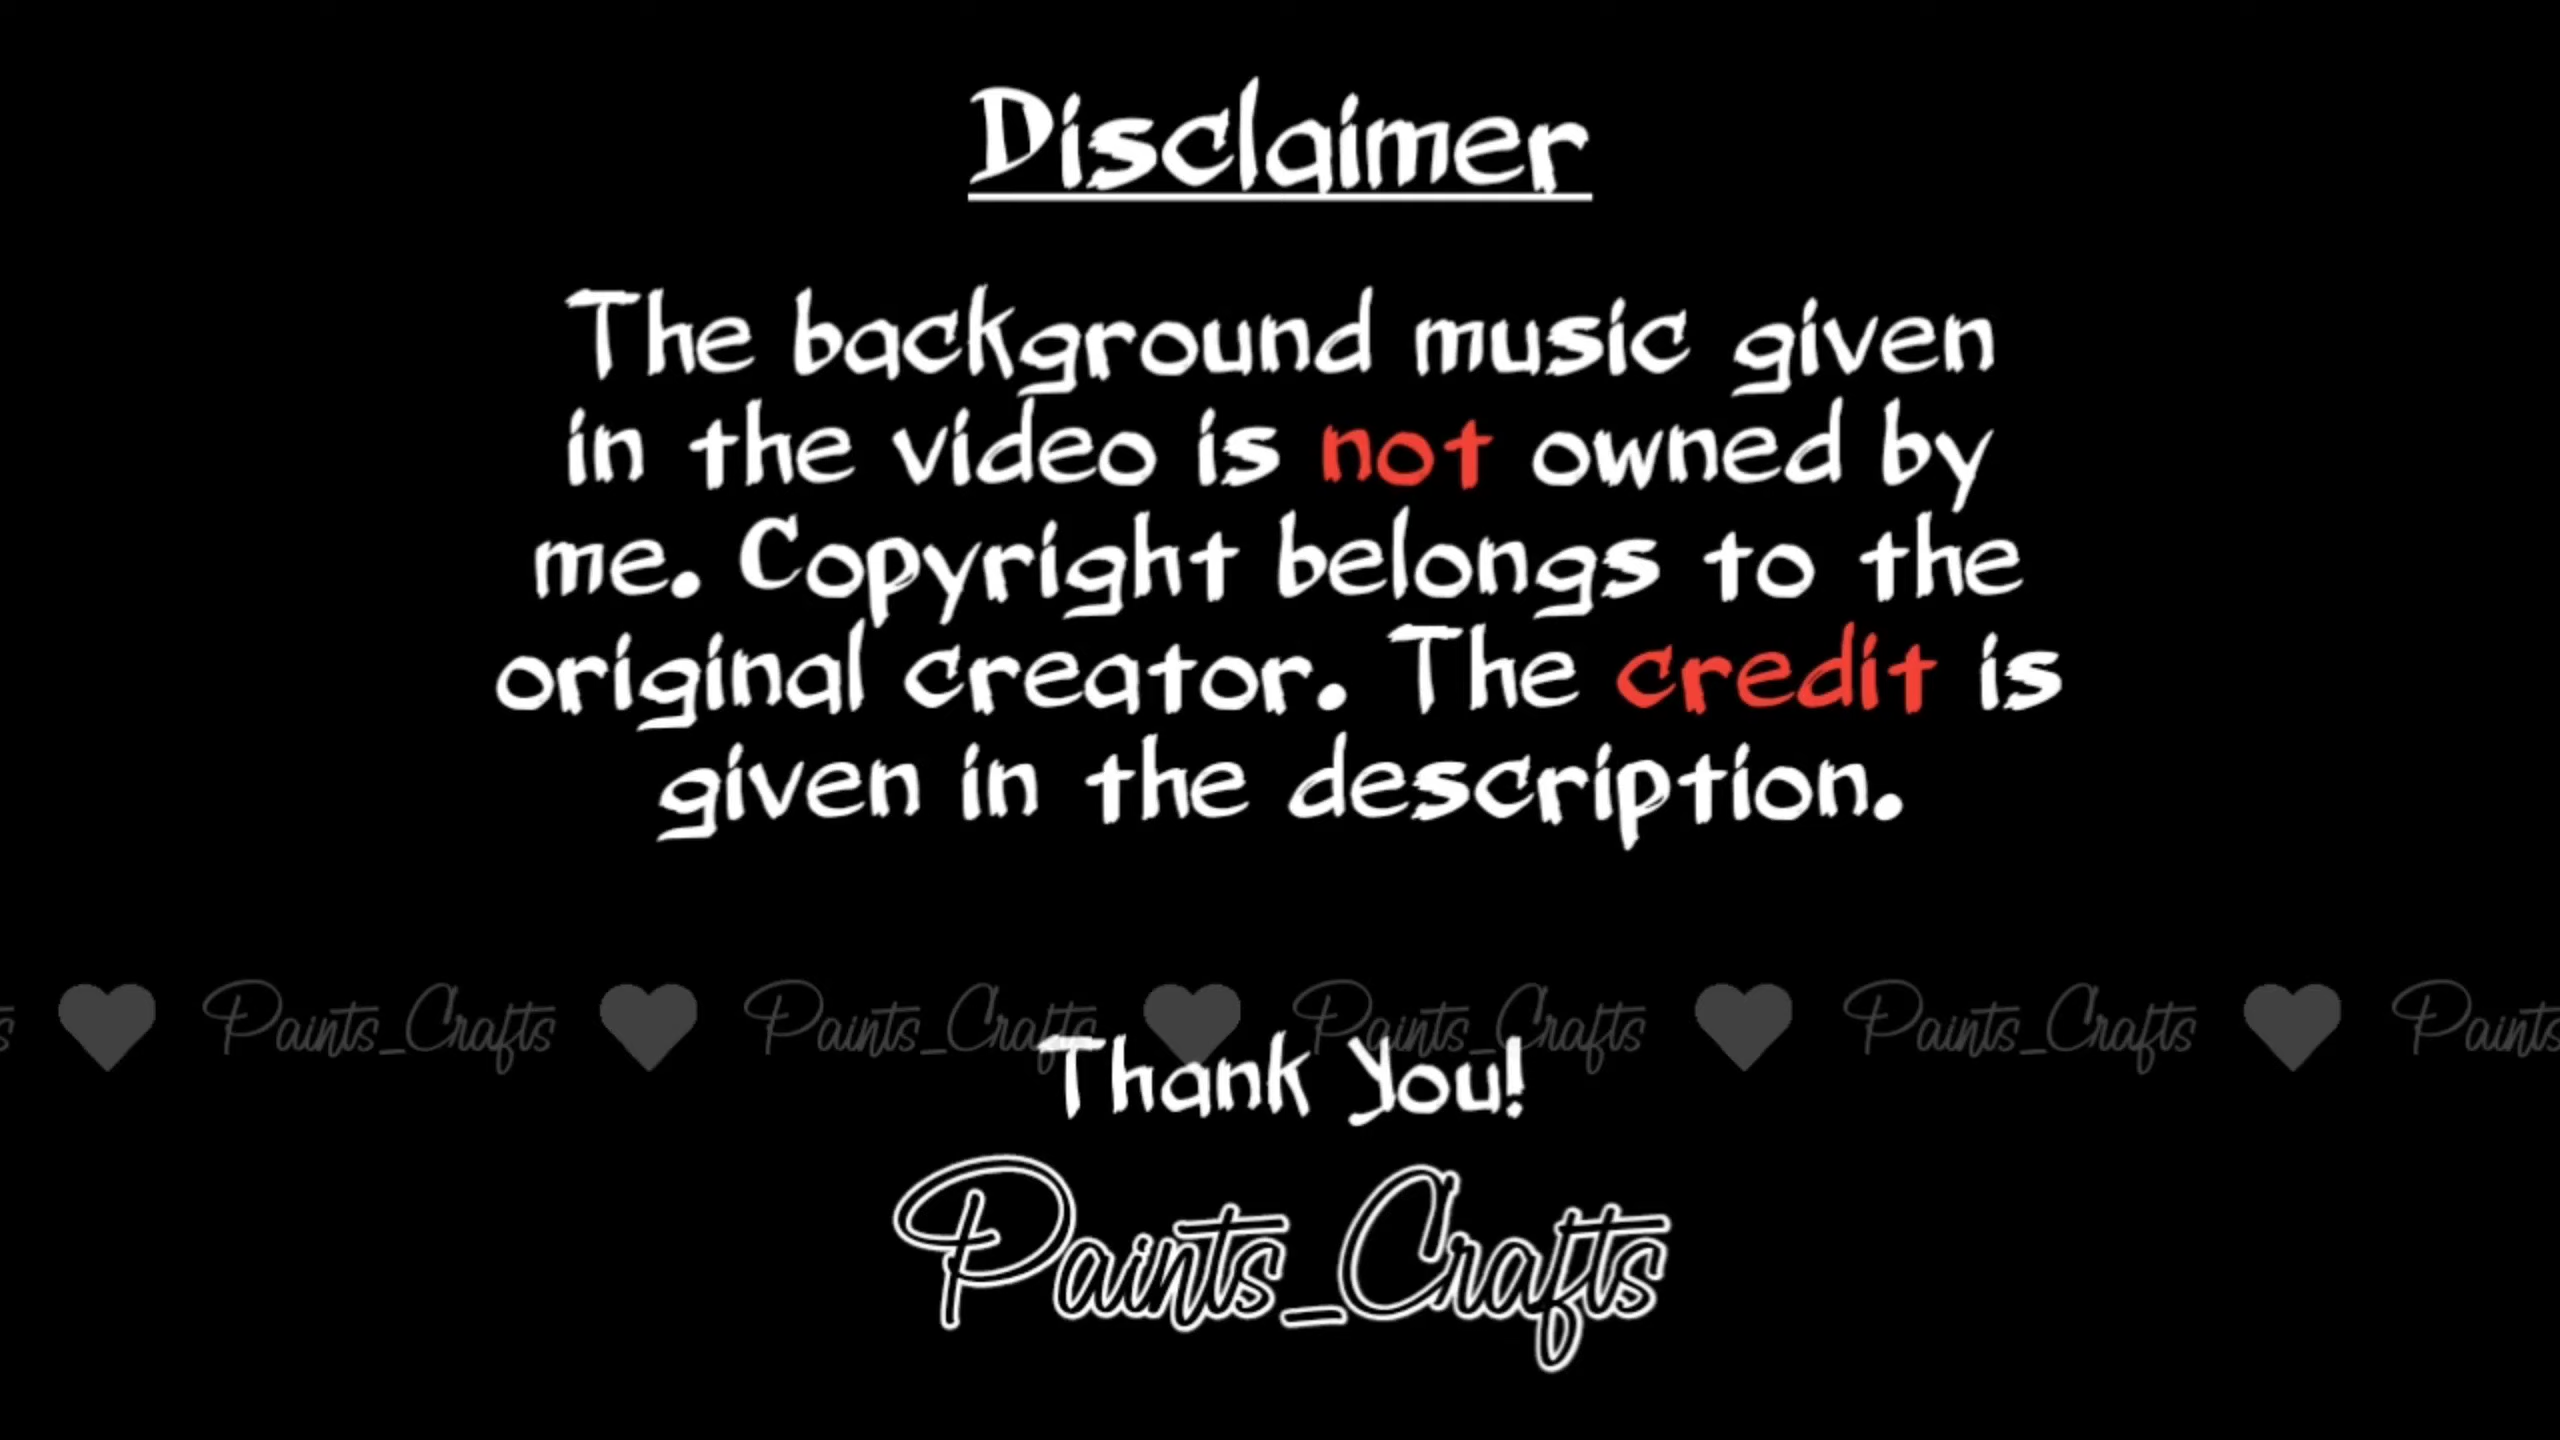 Disclaimer
The background music given
in the video is not owned by
me. Copyright belongs to the
original creator. The credit is
given in the description.
Paints_Crafts Paints_Crafts Paints_Crafts Paints_Crafts Paints
Thank You!
Paints_Crafts